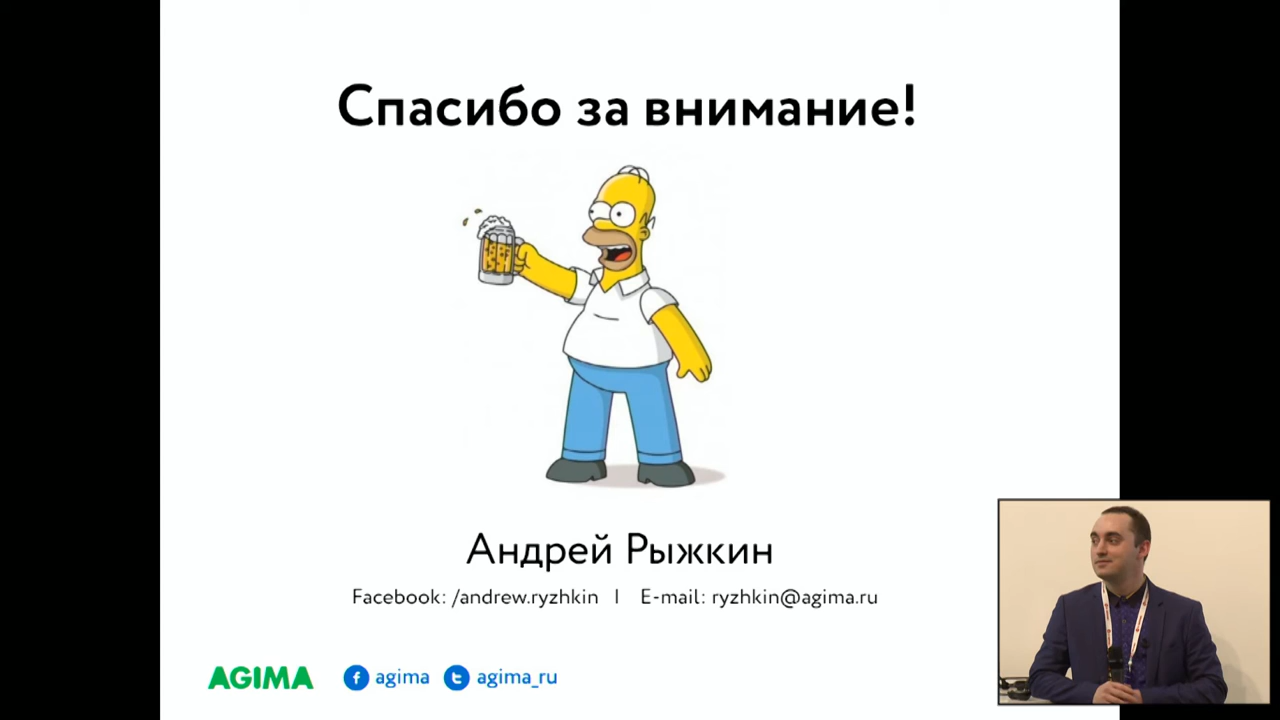 Спасибо за внимание!
Андрей Рыжкин
Facebook: /andrew.ryzhkin | E-mail: ryzhkin@agima.ru
AGIMA agima agima_ru